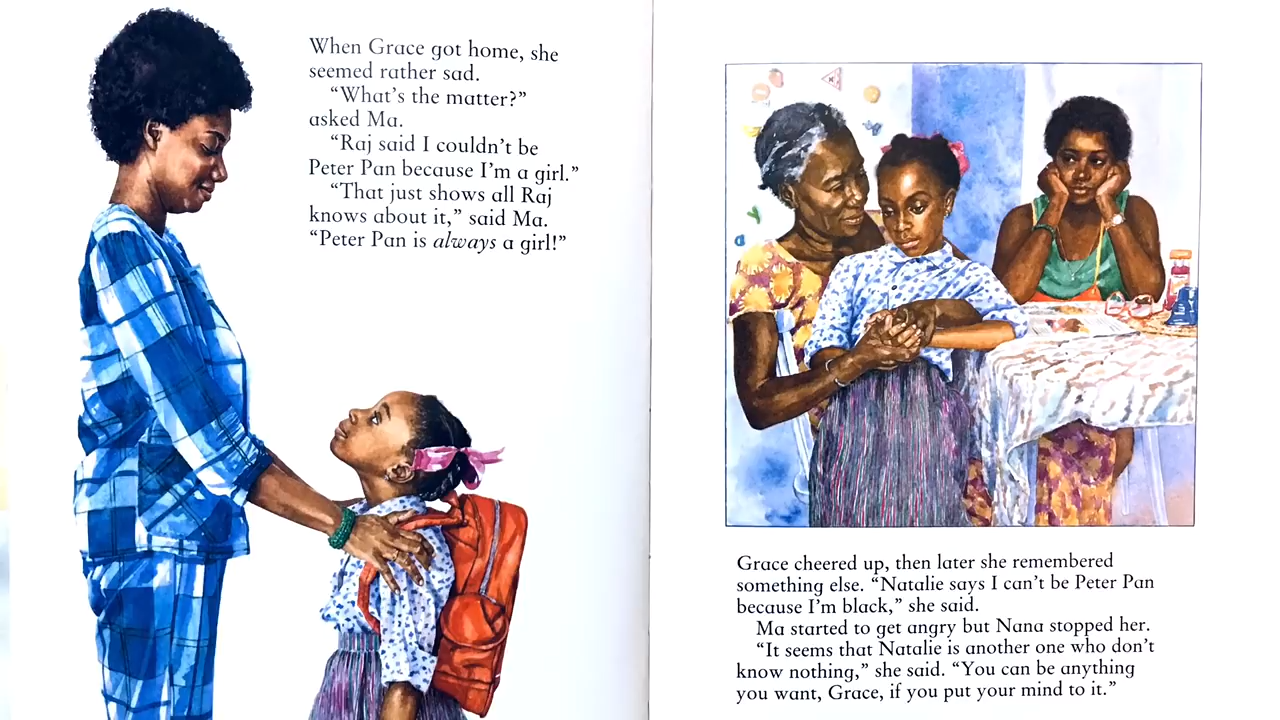 When Grace got home, she
seemed rather sad.
“What’s the matter?”
asked Ma.
“Raj said I couldn’t be
Peter Pan because I’m a girl.”
“That just shows all Raj
knows about it,” said Ma.
“Peter Pan is always a girl!”
Grace cheered up, then later she remembered
something else. “Natalie says I can’t be Peter Pan
because I’m black,” she said.
Ma started to get angry but Nana stopped her.
“It seems that Natalie is another one who don’t
know nothing,” she said. “You can be anything
you want, Grace, if you put your mind to it.”